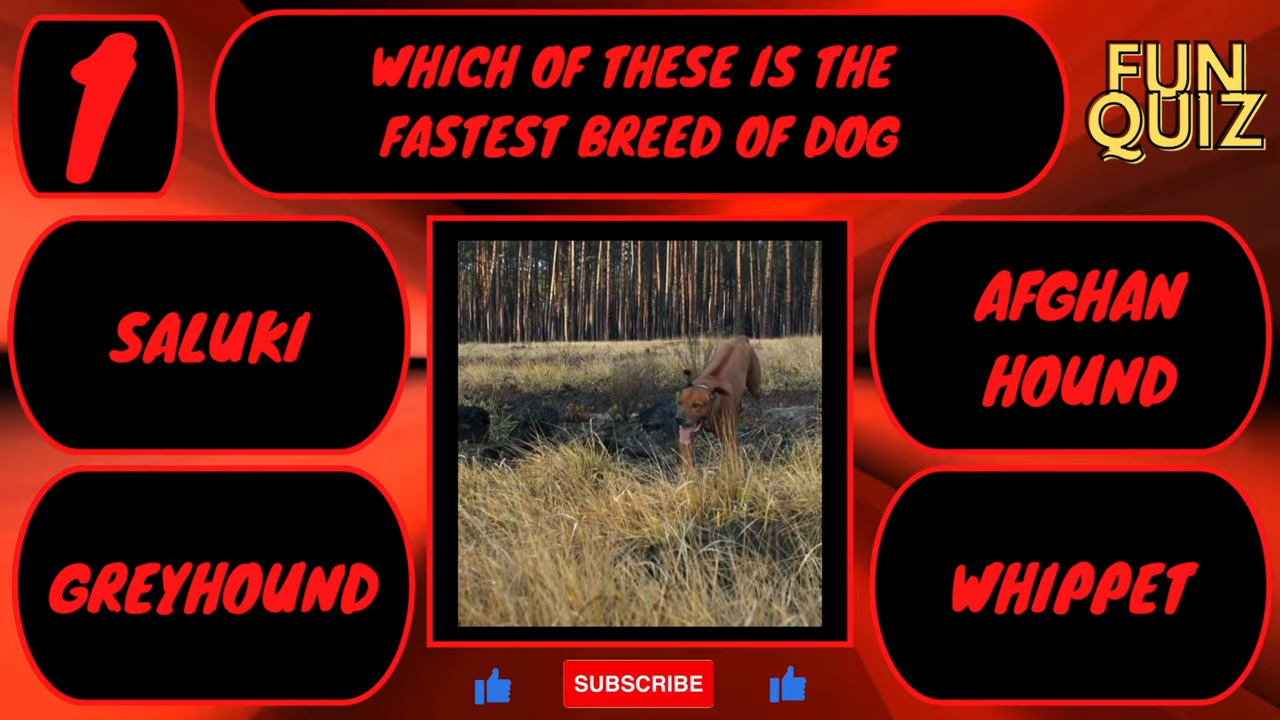 1
WHICH OF THESE IS THE
FASTEST BREED OF DOG
FUN
QUIZ
SALUKI
AFGHAN
HOUND
GREYHOUND
WHIPPET
SUBSCRIBE